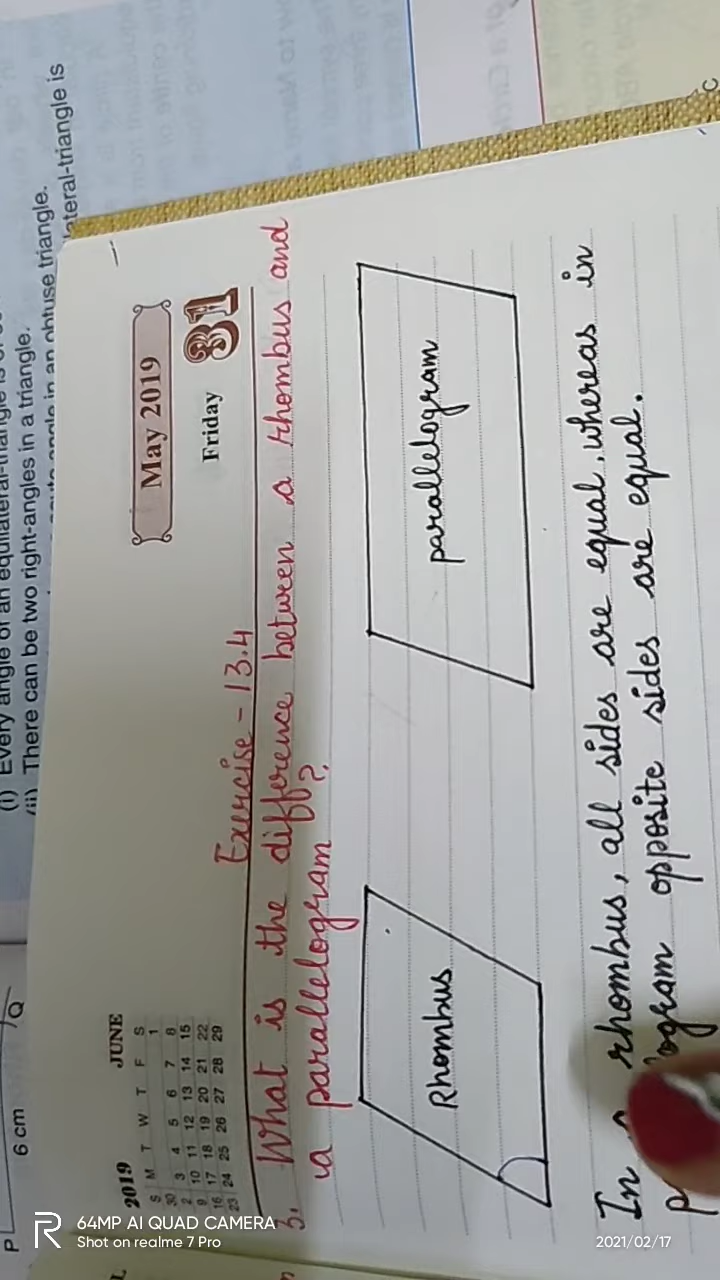 (i) Every angle of an equilateral-triangle is
(ii) There can be two right-angles in a triangle.
angle in an obtuse triangle.
lateral-triangle is
P
6 cm
Q
2019 JUNE
S M T W T F S
30 1
2 3 4 5 6 7 8
9 10 11 12 13 14 15
16 17 18 19 20 21 22
23 24 25 26 27 28 29
May 2019
Friday 31
Exercise - 13.4
3. What is the difference between a rhombus and
a parallelogram?
Rhombus
parallelogram
In rhombus, all sides are equal, whereas in
p ogram opposite sides are equal.
C
64MP AI QUAD CAMERA
Shot on realme 7 Pro
2021/02/17